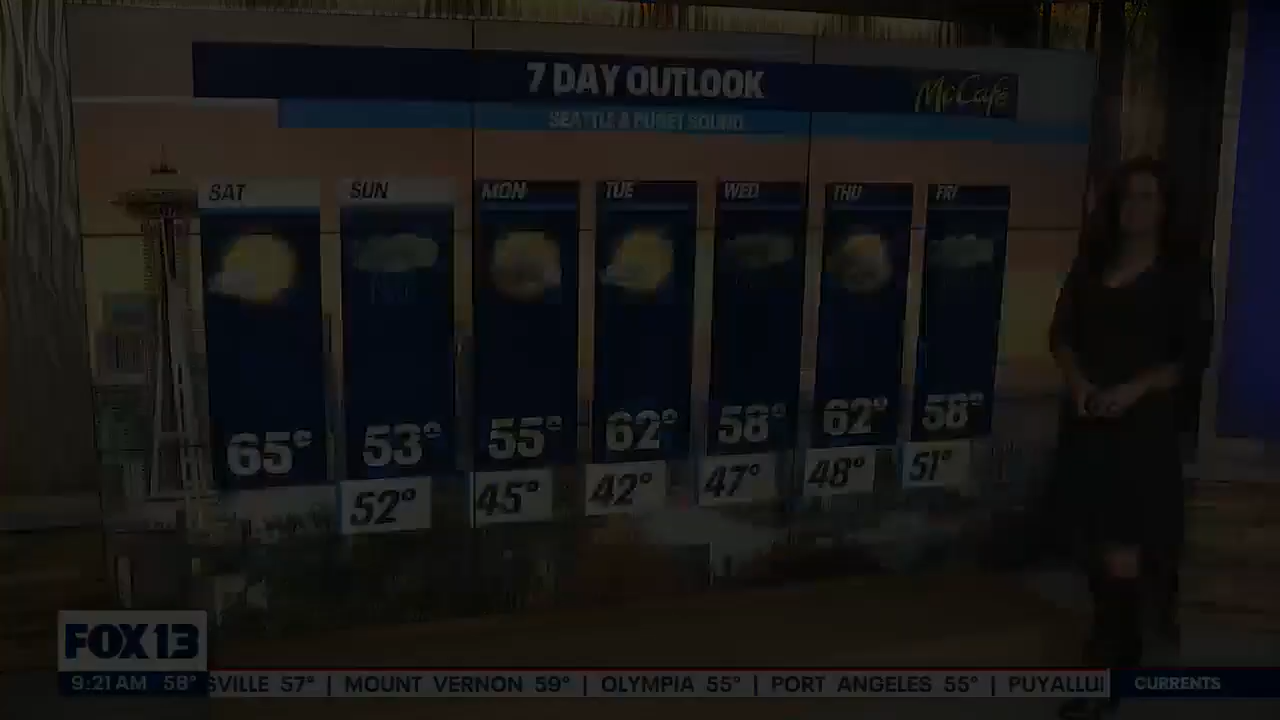 7 DAY OUTLOOK
McCafé
SEATTLE & PUGET SOUND
SAT SUN MON TUE WED THU FRI
65° 53° 55° 62° 58° 62° 58°
52° 45° 42° 47° 48° 51°
FOX 13
9:21 AM 58° SVILLE 57° | MOUNT VERNON 59° | OLYMPIA 55° | PORT ANGELES 55° | PUYALLU
CURRENTS